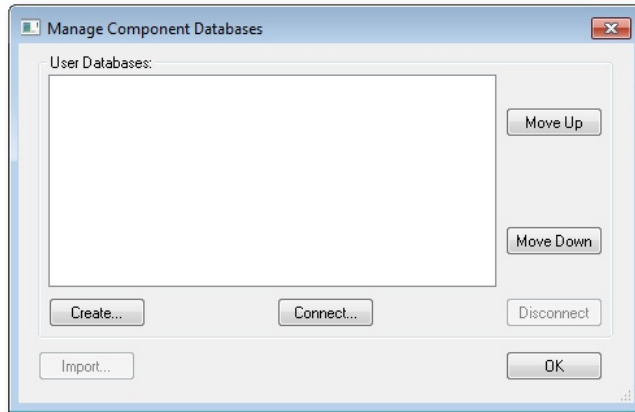 Manage Component Databases
User Databases:
Move Up
Move Down
Create...
Connect...
Disconnect
Import...
OK